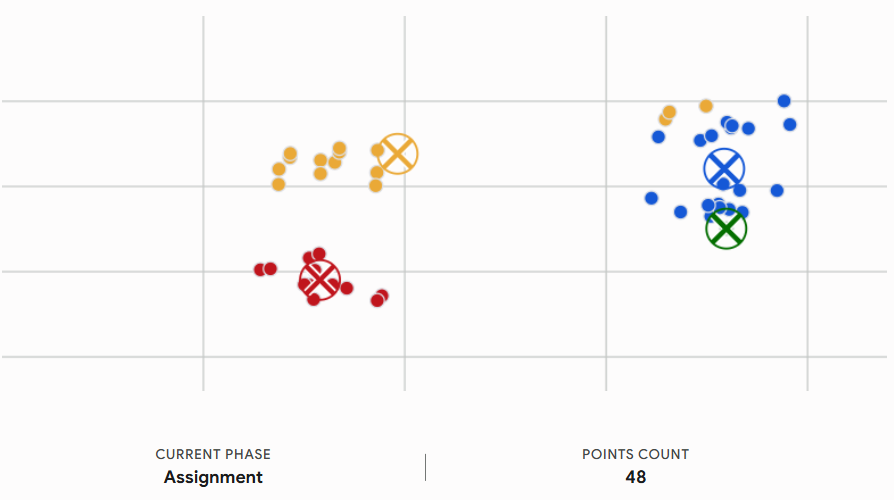 CURRENT PHASE
Assignment
POINTS COUNT
48